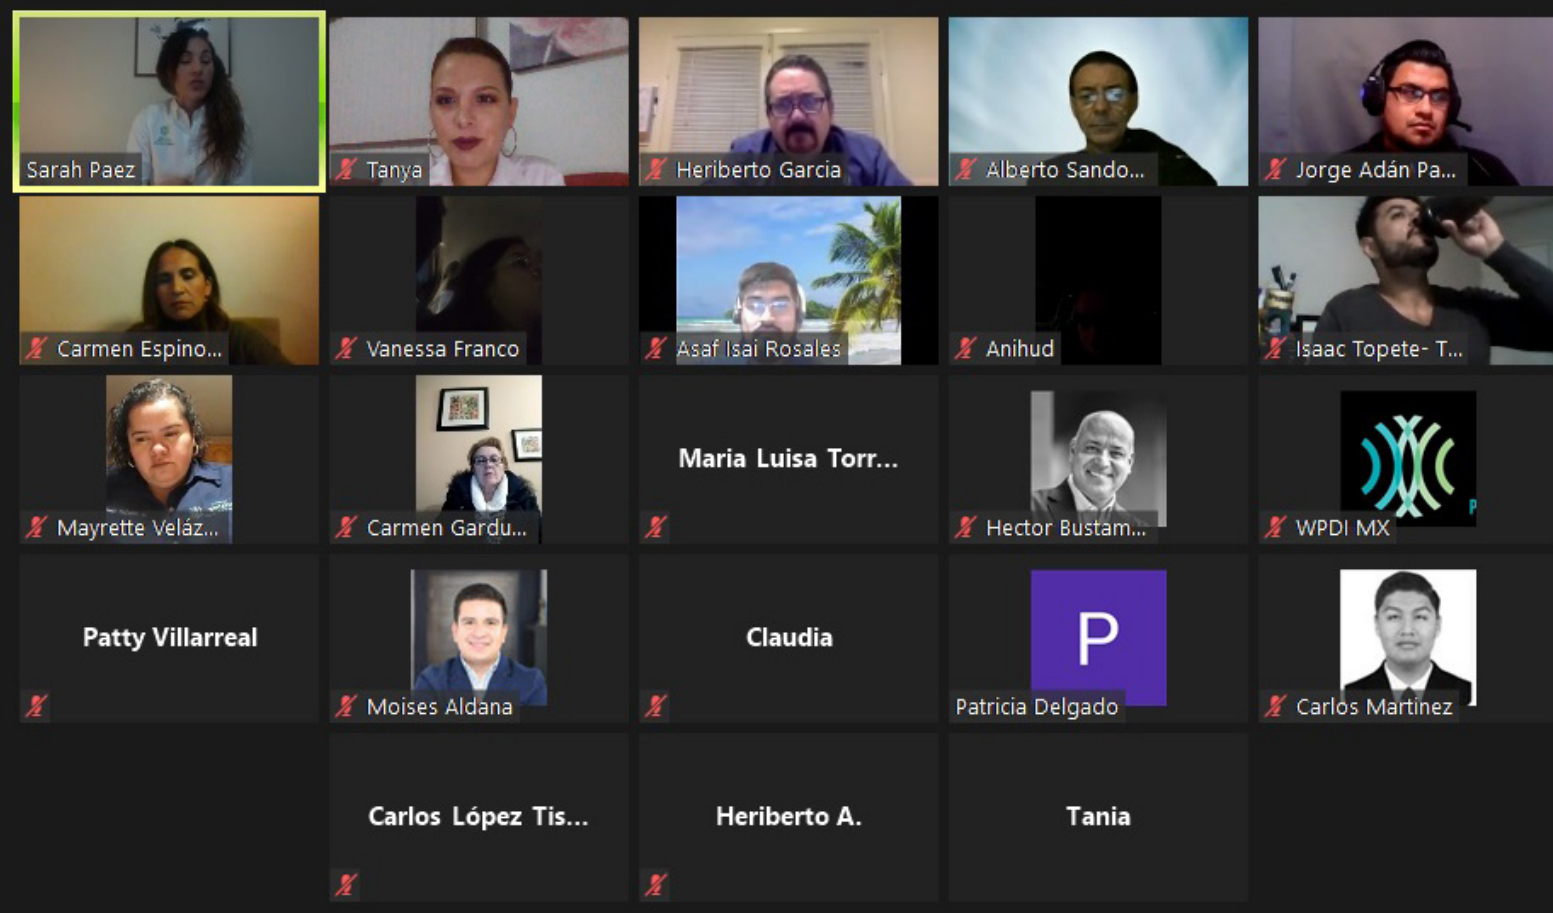 Sarah Paez
Tanya
Heriberto Garcia
Alberto Sando...
Jorge Adán Pa...
Carmen Espino...
Vanessa Franco
Asaf Isai Rosales
Anihud
Isaac Topete- T...
Mayrette Veláz...
Carmen Gardu...
Maria Luisa Torr...
Hector Bustam...
P
WPDI MX
Patty Villarreal
Moises Aldana
Claudia
P
Patricia Delgado
Carlos Martinez
Carlos López Tis...
Heriberto A.
Tania